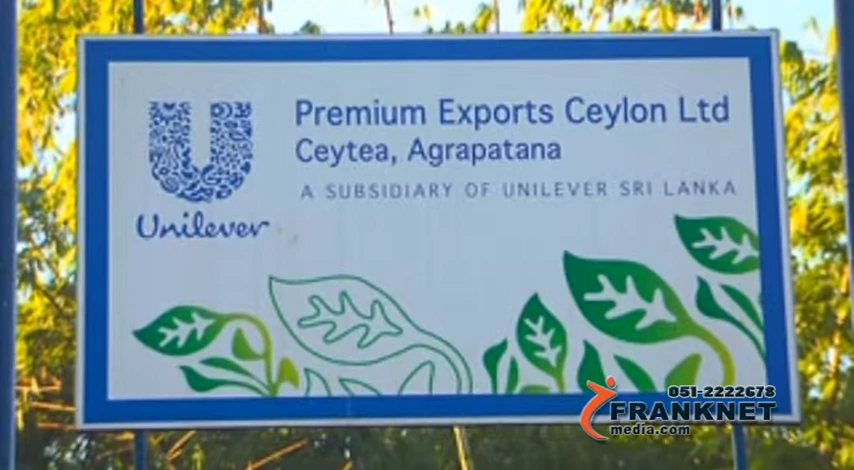 Premium Exports Ceylon Ltd
Ceytea, Agrapatana
A SUBSIDIARY OF UNILEVER SRI LANKA
Unilever
051-2222678
FRANKNET
media.com